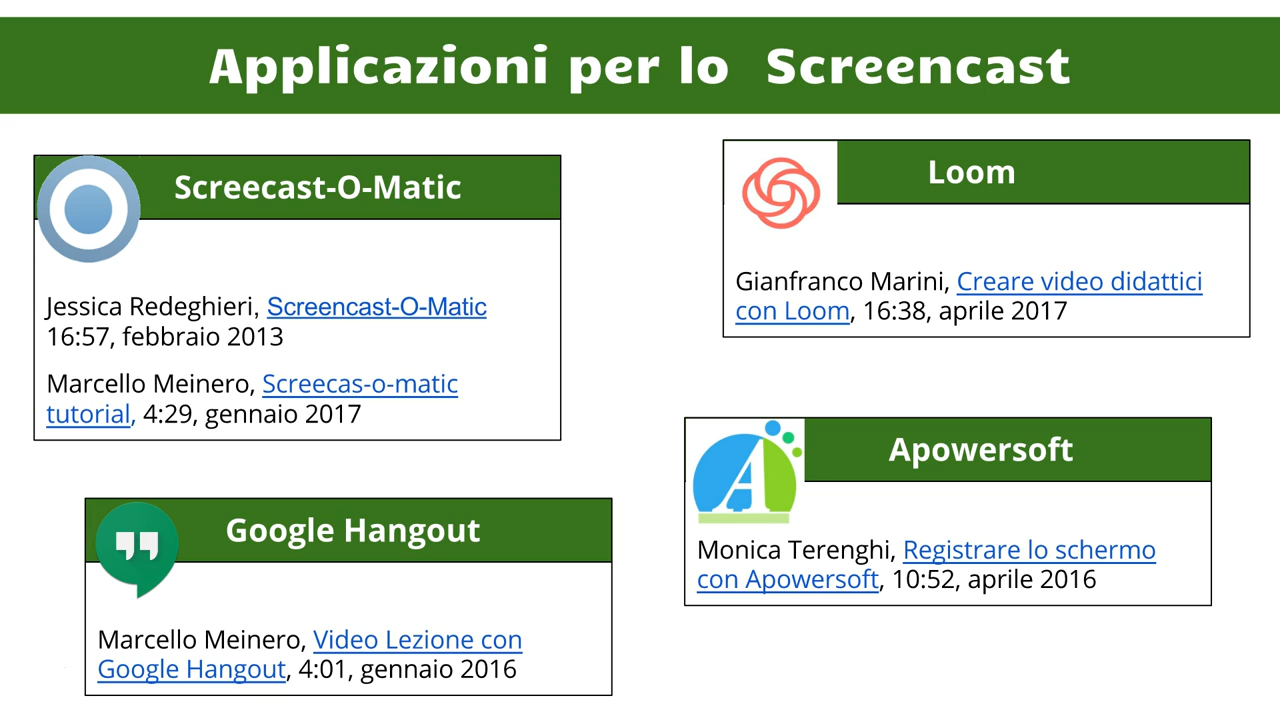 Applicazioni per lo Screencast
Screecast-O-Matic
Jessica Redeghieri, Screencast-O-Matic
16:57, febbraio 2013
Marcello Meinero, Screecas-o-matic
tutorial, 4:29, gennaio 2017
Loom
Gianfranco Marini, Creare video didattici
con Loom, 16:38, aprile 2017
Google Hangout
Marcello Meinero, Video Lezione con
Google Hangout, 4:01, gennaio 2016
Apowersoft
Monica Terenghi, Registrare lo schermo
con Apowersoft, 10:52, aprile 2016